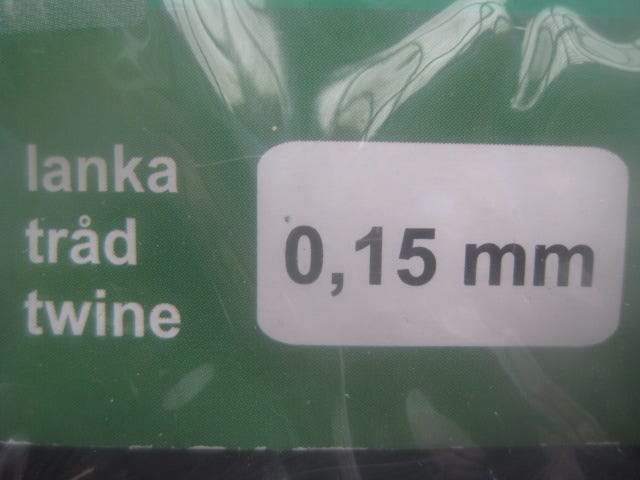 lanka
tråd
twine
0,15 mm